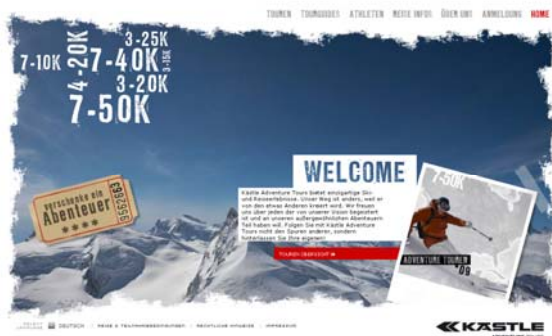 TOUREN TOURGUIDES ATHLETEN REISE INFOS ÜBER UNS ANMELDUNG HOME
3-25K
7-10K 4-20K 7-40K 3-15K
3-20K
7-50K
verschenke ein
Abenteuer
9552663
WELCOME
Kästle Adventure Tours bietet einzigartige Ski-
und Reiseerlebnisse. Unser Weg ist anders, weil er
von den etwas Anderen kreiert wird. Wir freuen
uns über jeden der von unserer Vision begeistert
ist und an unseren außergewöhnlichen Abenteuern
Teil haben will. Folgen Sie mit Kästle Adventure
Tours nicht den Spuren anderer, sondern
hinterlassen Sie Ihre eigenen!
TOUREN ÜBERSICHT
7-50K
ADVENTURE TOUREN
'09
DEUTSCH REISE & TEILNAHMEBEDINGUNGEN RECHTLICHE HINWEISE IMPRESSUM
KÄSTLE